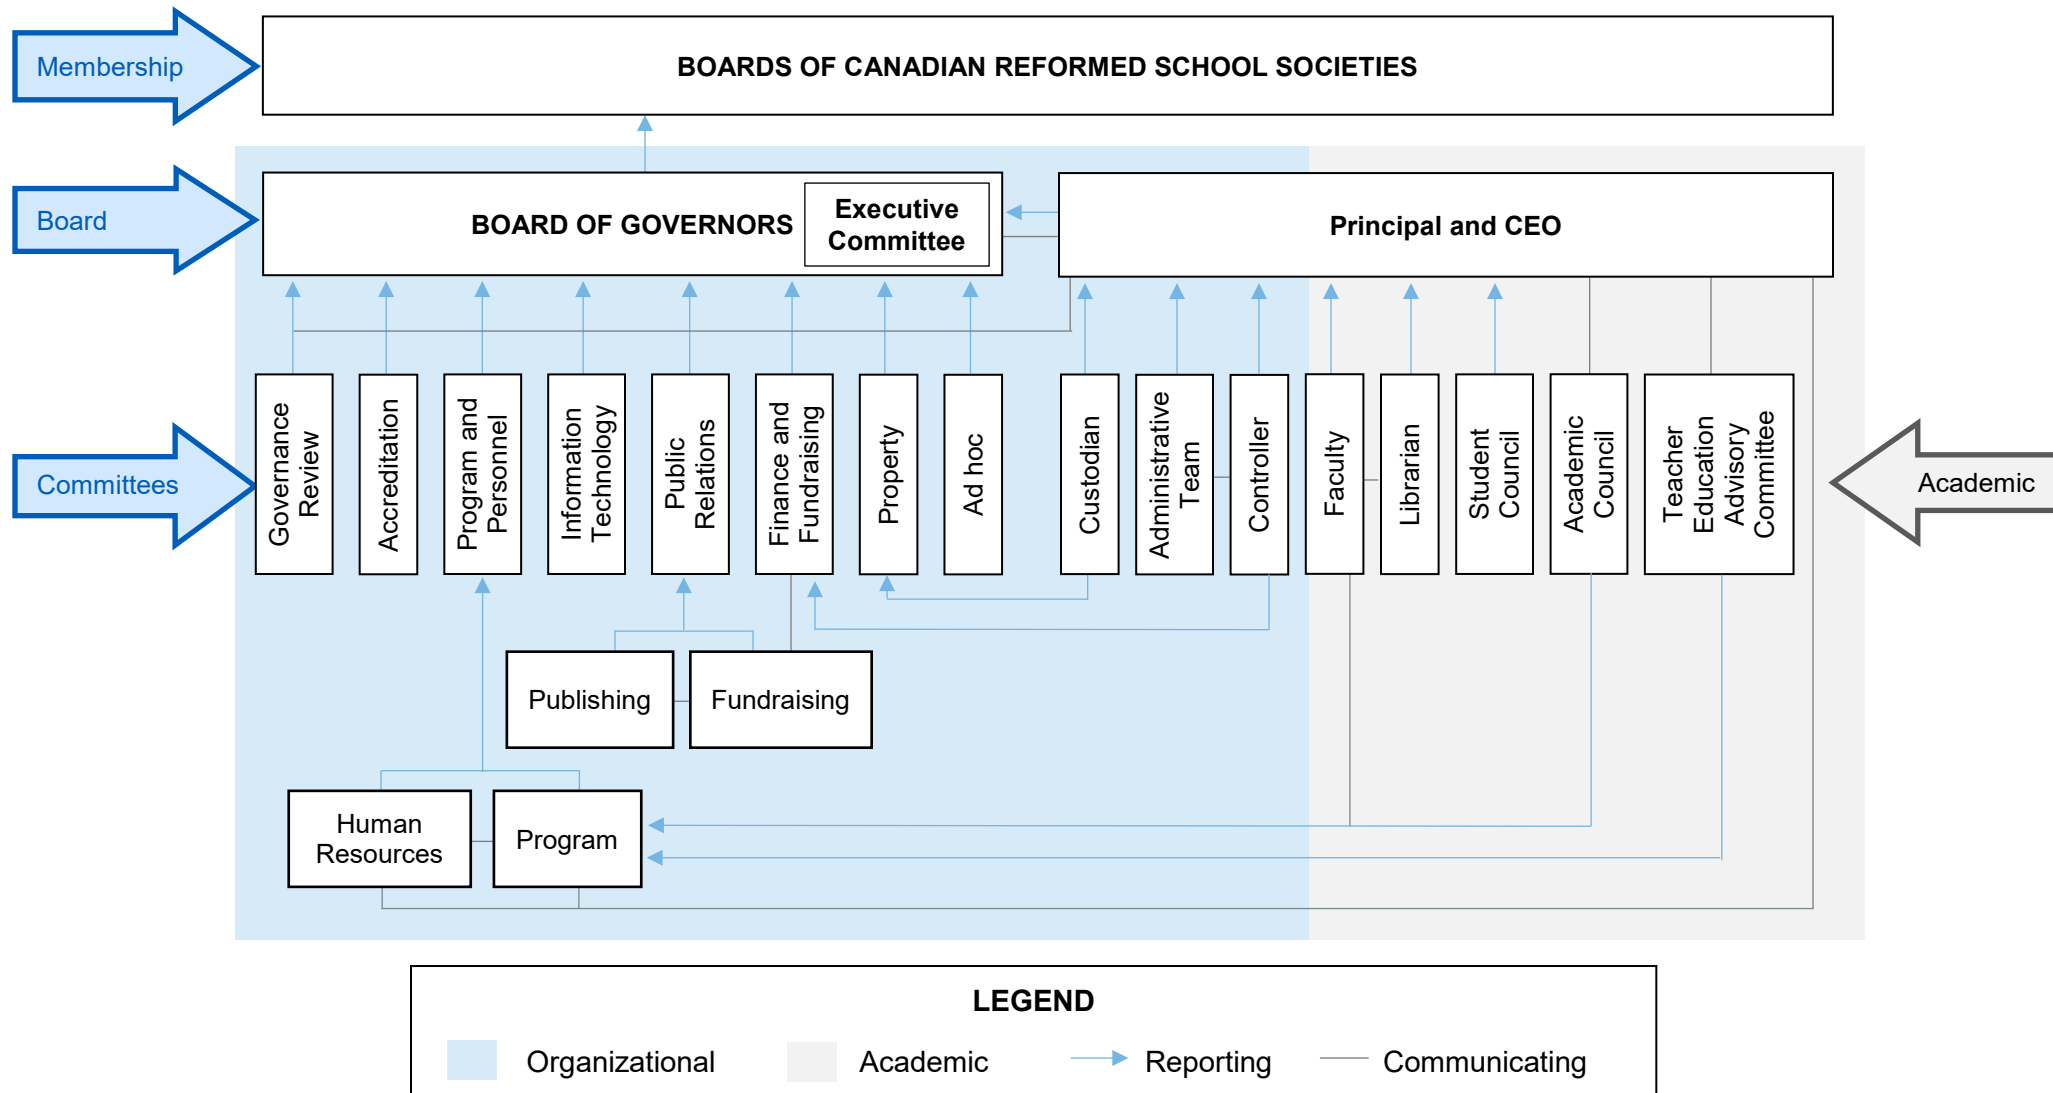 Membership
BOARDS OF CANADIAN REFORMED SCHOOL SOCIETIES
Board
BOARD OF GOVERNORS
Executive
Committee
Principal and CEO
Committees
Governance
Review
Accreditation
Program and
Personnel
Information
Technology
Public
Relations
Finance and
Fundraising
Property
Ad hoc
Custodian
Administrative
Team
Controller
Faculty
Librarian
Student
Council
Academic
Council
Teacher
Education
Advisory
Committee
Academic
Publishing
Fundraising
Human
Resources
Program
LEGEND
Organizational
Academic
Reporting
Communicating